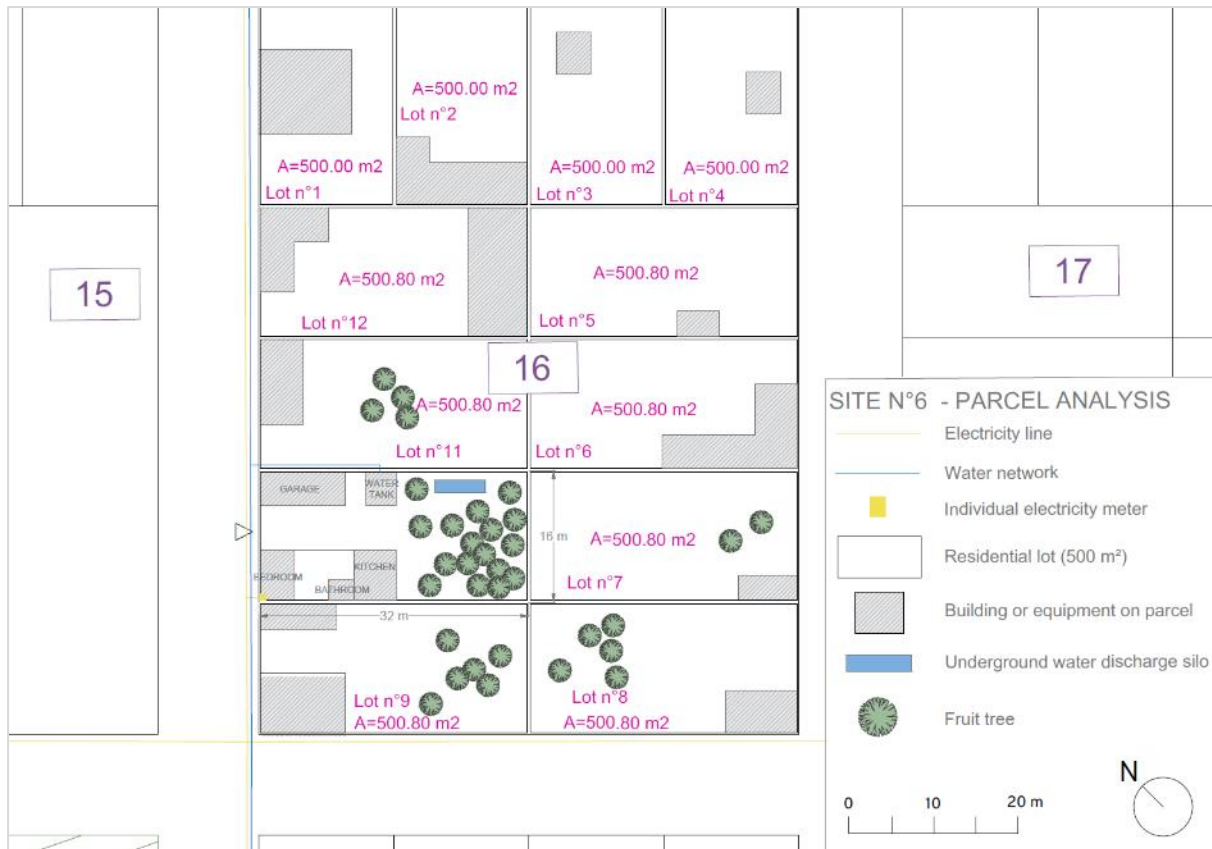 A=500.00 m2
Lot n°2
A=500.00 m2
Lot n°1
A=500.00 m2
Lot n°3
A=500.00 m2
Lot n°4
15
A=500.80 m2
Lot n°12
A=500.80 m2
Lot n°5
17
16
A=500.80 m2
Lot n°11
A=500.80 m2
Lot n°6
GARAGE
WATER
TANK
BEDROOM
KITCHEN
BATHROOM
16 m
A=500.80 m2
Lot n°7
32 m
Lot n°9
A=500.80 m2
Lot n°8
A=500.80 m2
SITE N°6 - PARCEL ANALYSIS
Electricity line
Water network
Individual electricity meter
Residential lot (500 m²)
Building or equipment on parcel
Underground water discharge silo
Fruit tree
0 10 20 m
N